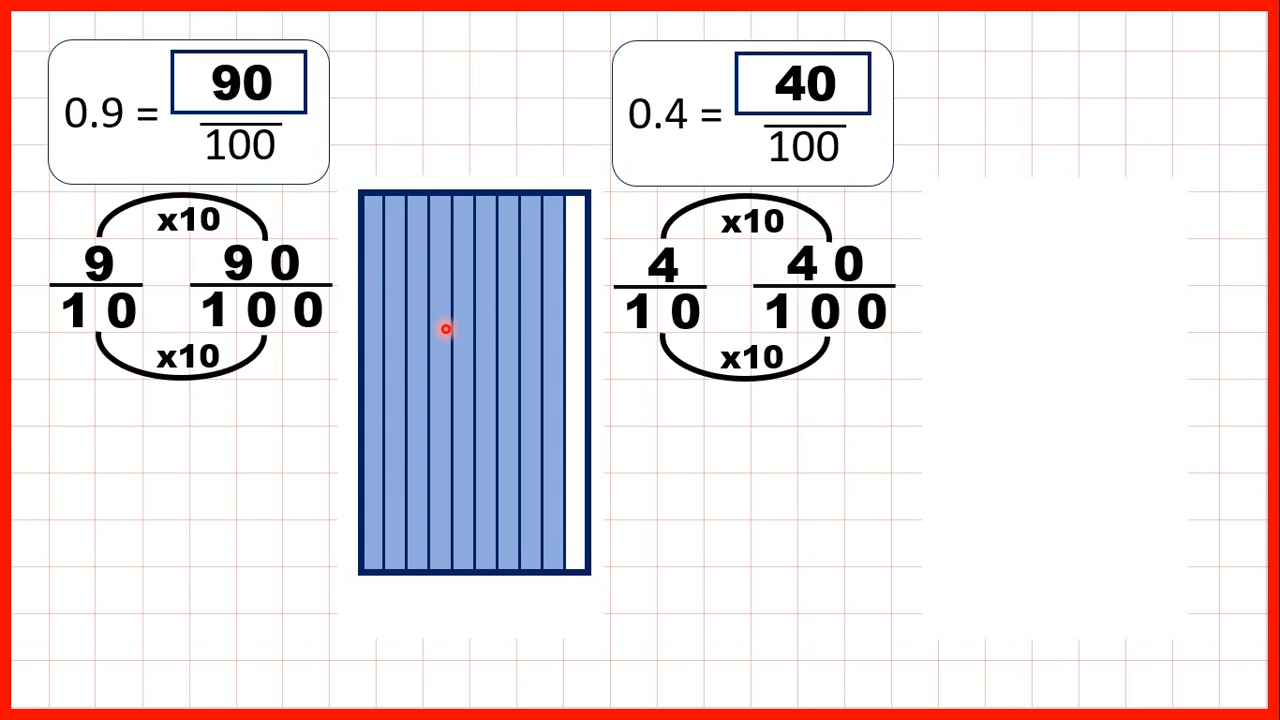 0.9 = 90/100
x10
9/10 90/100
x10
0.4 = 40/100
x10
4/10 40/100
x10